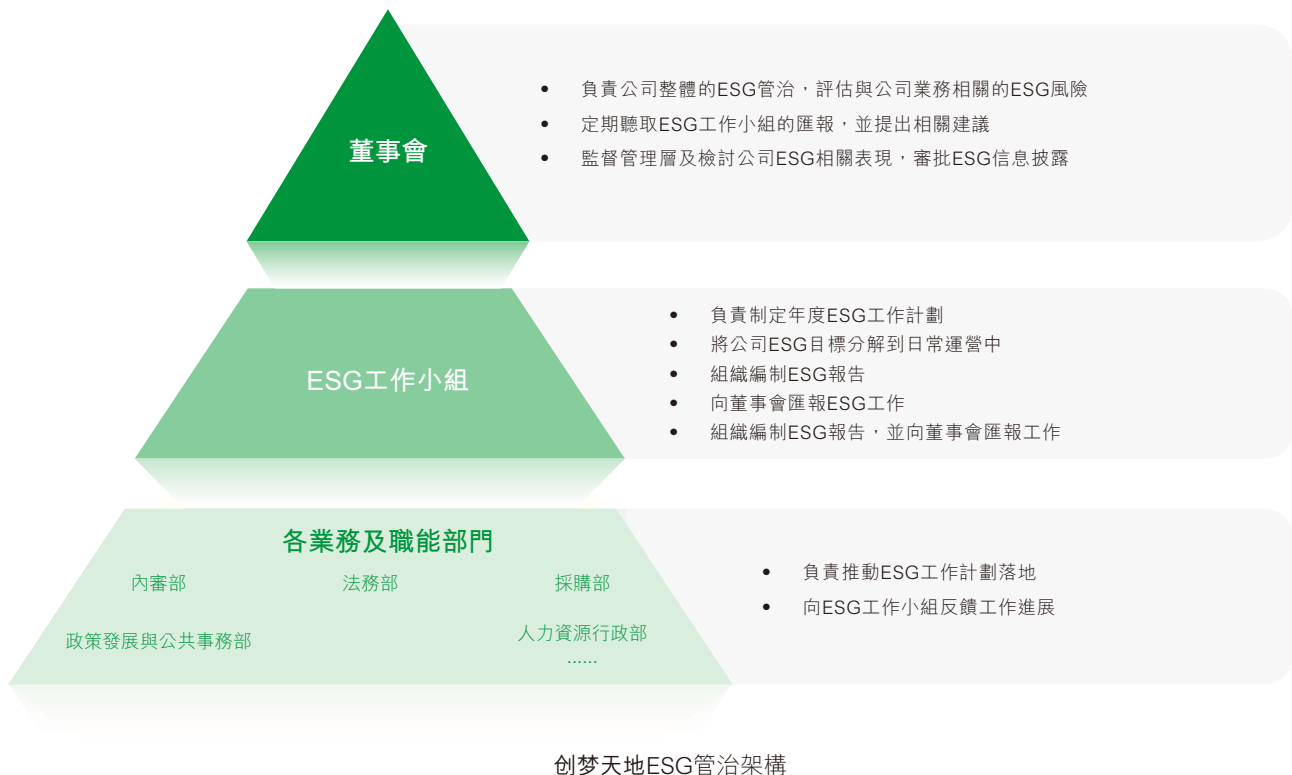 董事會
• 負責公司整體的ESG管治，評估與公司業務相關的ESG風險
• 定期聽取ESG工作小組的匯報，並提出相關建議
• 監督管理層及檢討公司ESG相關表現，審批ESG信息披露
ESG工作小組
• 負責制定年度ESG工作計劃
• 將公司ESG目標分解到日常運營中
• 組織編制ESG報告
• 向董事會匯報ESG工作
• 組織編制ESG報告，並向董事會匯報工作
各業務及職能部門
內審部 法務部 採購部
政策發展與公共事務部 人力資源行政部
......
• 負責推動ESG工作計劃落地
• 向ESG工作小組反饋工作進展
创梦天地ESG管治架構